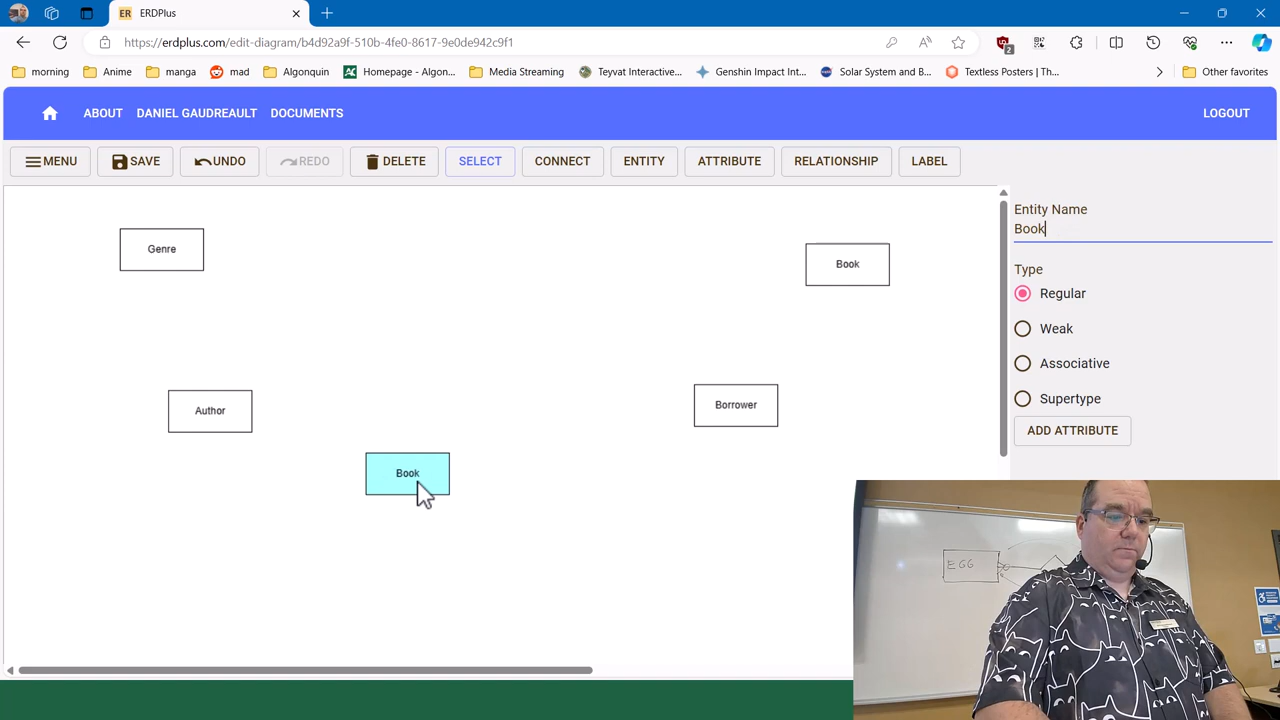 ER ERDPlus
https://erdplus.com/edit-diagram/b4d92a9f-510b-4fe0-8617-9e0de942c9f1
2
morning
Anime
manga
mad
Algonquin
Homepage - Algon...
Media Streaming
Teyvat Interactive...
Genshin Impact Int...
Solar System and B...
Textless Posters | Th...
Other favorites
ABOUT
DANIEL GAUDREAULT
DOCUMENTS
LOGOUT
MENU
SAVE
UNDO
REDO
DELETE
SELECT
CONNECT
ENTITY
ATTRIBUTE
RELATIONSHIP
LABEL
Genre
Book
Author
Borrower
Book
Entity Name
Book
Type
Regular
Weak
Associative
Supertype
ADD ATTRIBUTE
EGG